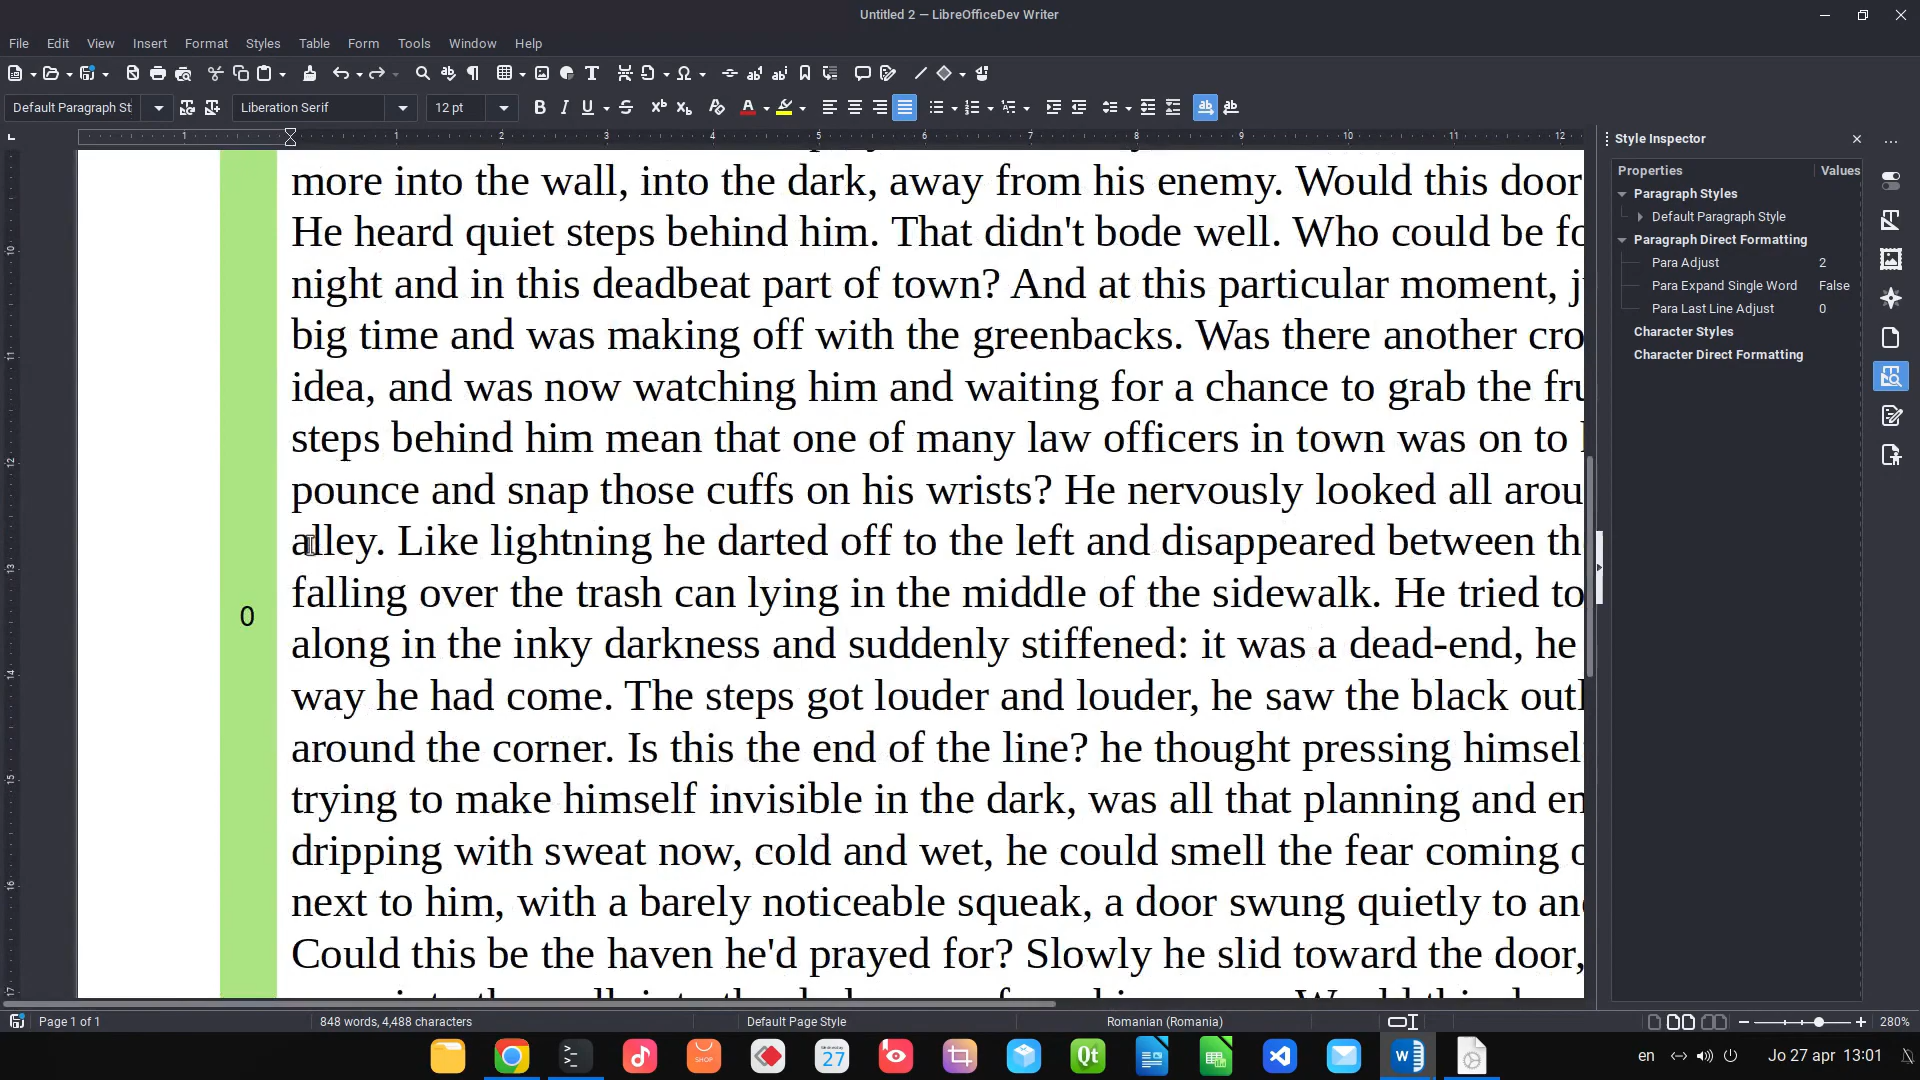 Untitled 2 — LibreOfficeDev Writer
File Edit View Insert Format Styles Table Form Tools Window Help
Default Paragraph St Liberation Serif 12 pt
Style Inspector
Properties Values
Paragraph Styles
Default Paragraph Style
Paragraph Direct Formatting
Para Adjust 2
Para Expand Single Word False
Para Last Line Adjust 0
Character Styles
Character Direct Formatting
more into the wall, into the dark, away from his enemy. Would this door
He heard quiet steps behind him. That didn't bode well. Who could be fo
night and in this deadbeat part of town? And at this particular moment, j
big time and was making off with the greenbacks. Was there another cro
idea, and was now watching him and waiting for a chance to grab the fru
steps behind him mean that one of many law officers in town was on to
pounce and snap those cuffs on his wrists? He nervously looked all arou
alley. Like lightning he darted off to the left and disappeared between th
falling over the trash can lying in the middle of the sidewalk. He tried to
0
along in the inky darkness and suddenly stiffened: it was a dead-end, he
way he had come. The steps got louder and louder, he saw the black outl
around the corner. Is this the end of the line? he thought pressing himsel
trying to make himself invisible in the dark, was all that planning and en
dripping with sweat now, cold and wet, he could smell the fear coming o
next to him, with a barely noticeable squeak, a door swung quietly to an
Could this be the haven he'd prayed for? Slowly he slid toward the door,
Page 1 of 1 848 words, 4,488 characters Default Page Style Romanian (Romania) 280%
en Jo 27 apr 13:01